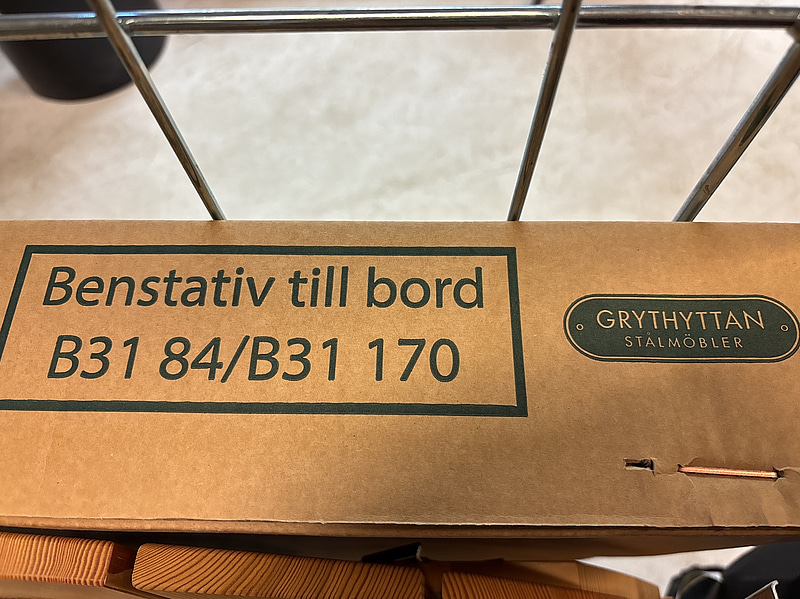 Benstativ till bord
B31 84/B31 170
GRYTHYTTAN
STÅLMÖBLER